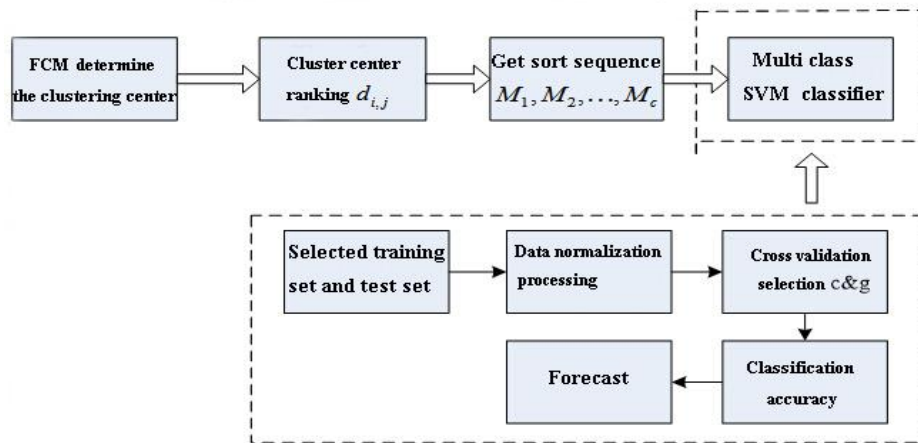 FCM determine
the clustering center
Cluster center
ranking d_{i,j}
Get sort sequence
M_1, M_2, ..., M_c
Multi class
SVM classifier
Selected training
set and test set
Data normalization
processing
Cross validation
selection c&g
Forecast
Classification
accuracy